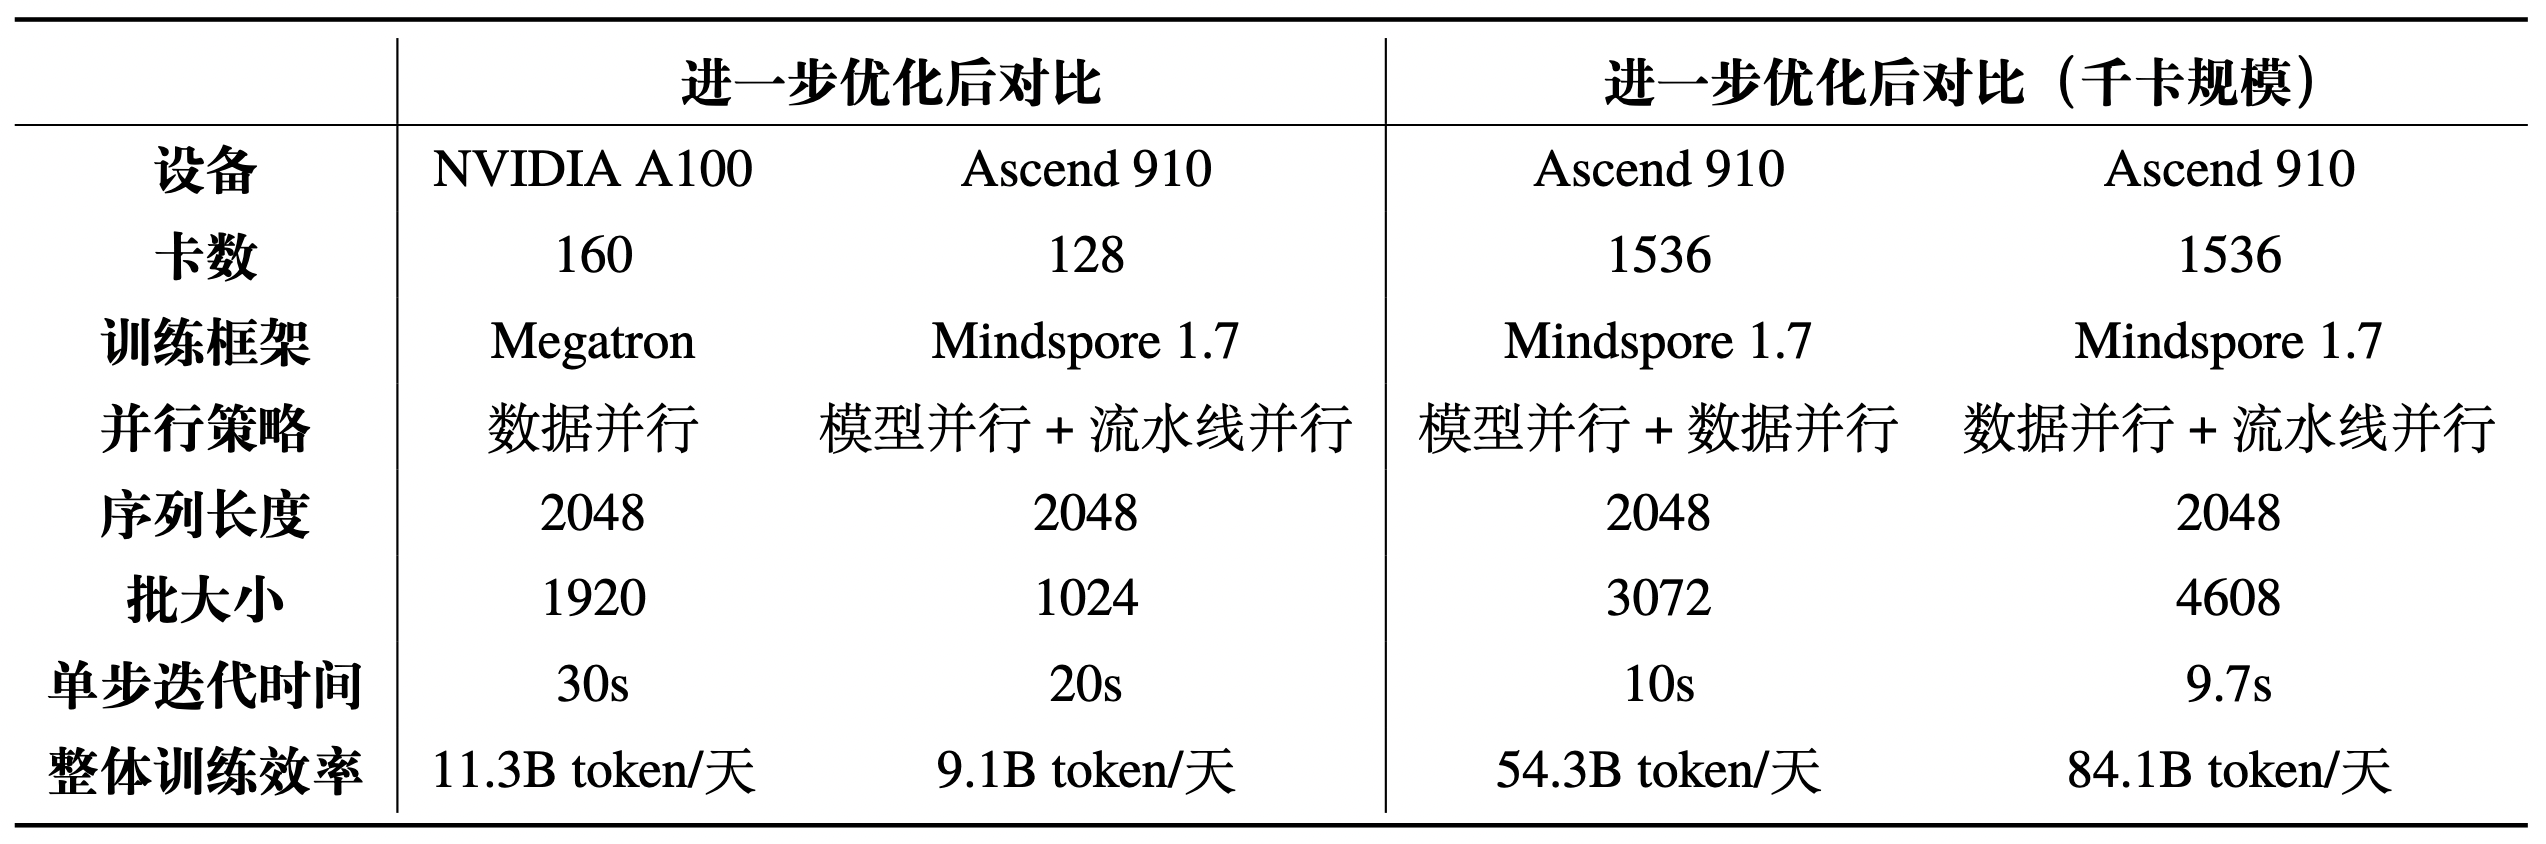 进一步优化后对比 进一步优化后对比（千卡规模）
设备 NVIDIA A100 Ascend 910 Ascend 910 Ascend 910
卡数 160 128 1536 1536
训练框架 Megatron Mindspore 1.7 Mindspore 1.7 Mindspore 1.7
并行策略 数据并行 模型并行 + 流水线并行 模型并行 + 数据并行 数据并行 + 流水线并行
序列长度 2048 2048 2048 2048
批大小 1920 1024 3072 4608
单步迭代时间 30s 20s 10s 9.7s
整体训练效率 11.3B token/天 9.1B token/天 54.3B token/天 84.1B token/天